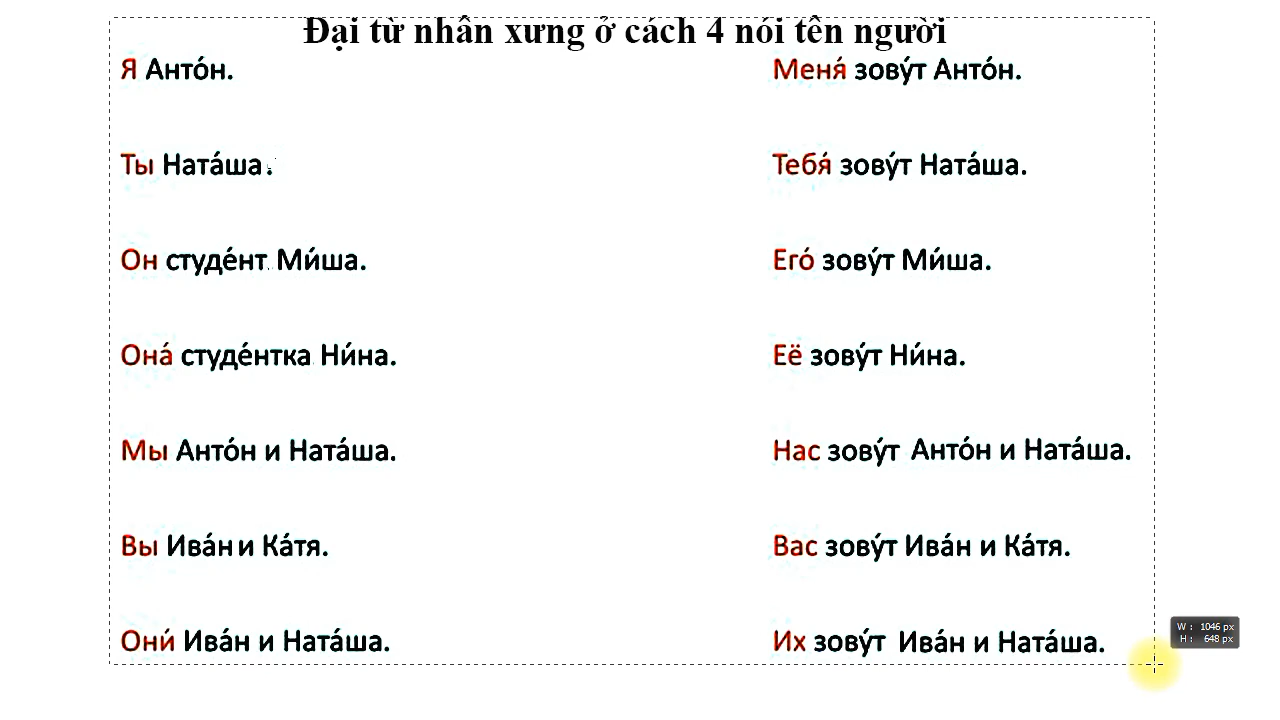 Đại từ nhân xưng ở cách 4 nói tên người
Я Анто́н. Меня́ зову́т Анто́н.
Ты Ната́ша. Тебя́ зову́т Ната́ша.
Он студе́нт Ми́ша. Его́ зову́т Ми́ша.
Она́ студе́нтка Ни́на. Её зову́т Ни́на.
Мы Анто́н и Ната́ша. Нас зову́т Анто́н и Ната́ша.
Вы Ива́н и Ка́тя. Вас зову́т Ива́н и Ка́тя.
Они́ Ива́н и Ната́ша. Их зову́т Ива́н и Ната́ша.
W : 1046 px
H : 648 px